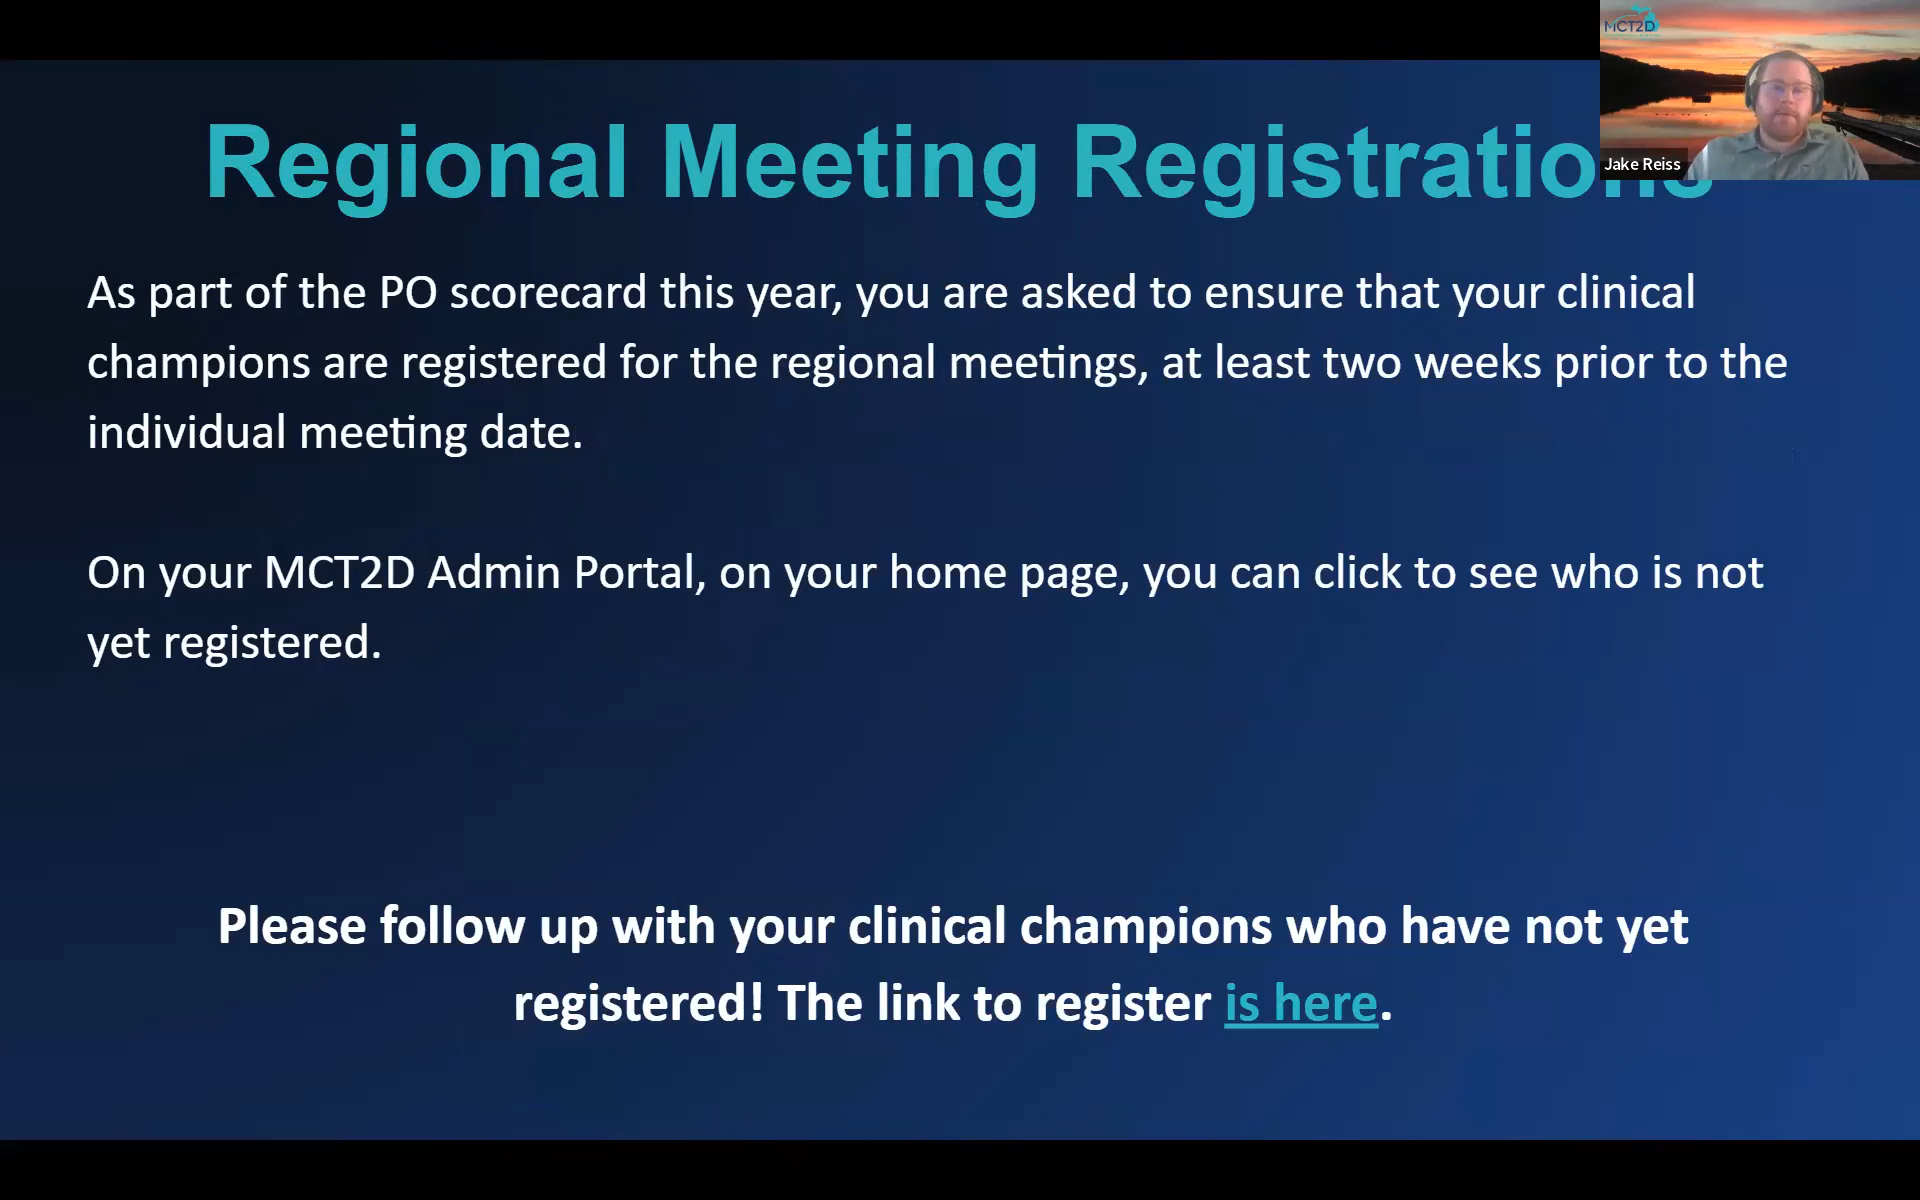 MCT2D
Jake Reiss
Regional Meeting Registrations
As part of the PO scorecard this year, you are asked to ensure that your clinical
champions are registered for the regional meetings, at least two weeks prior to the
individual meeting date.
On your MCT2D Admin Portal, on your home page, you can click to see who is not
yet registered.
Please follow up with your clinical champions who have not yet
registered! The link to register is here.